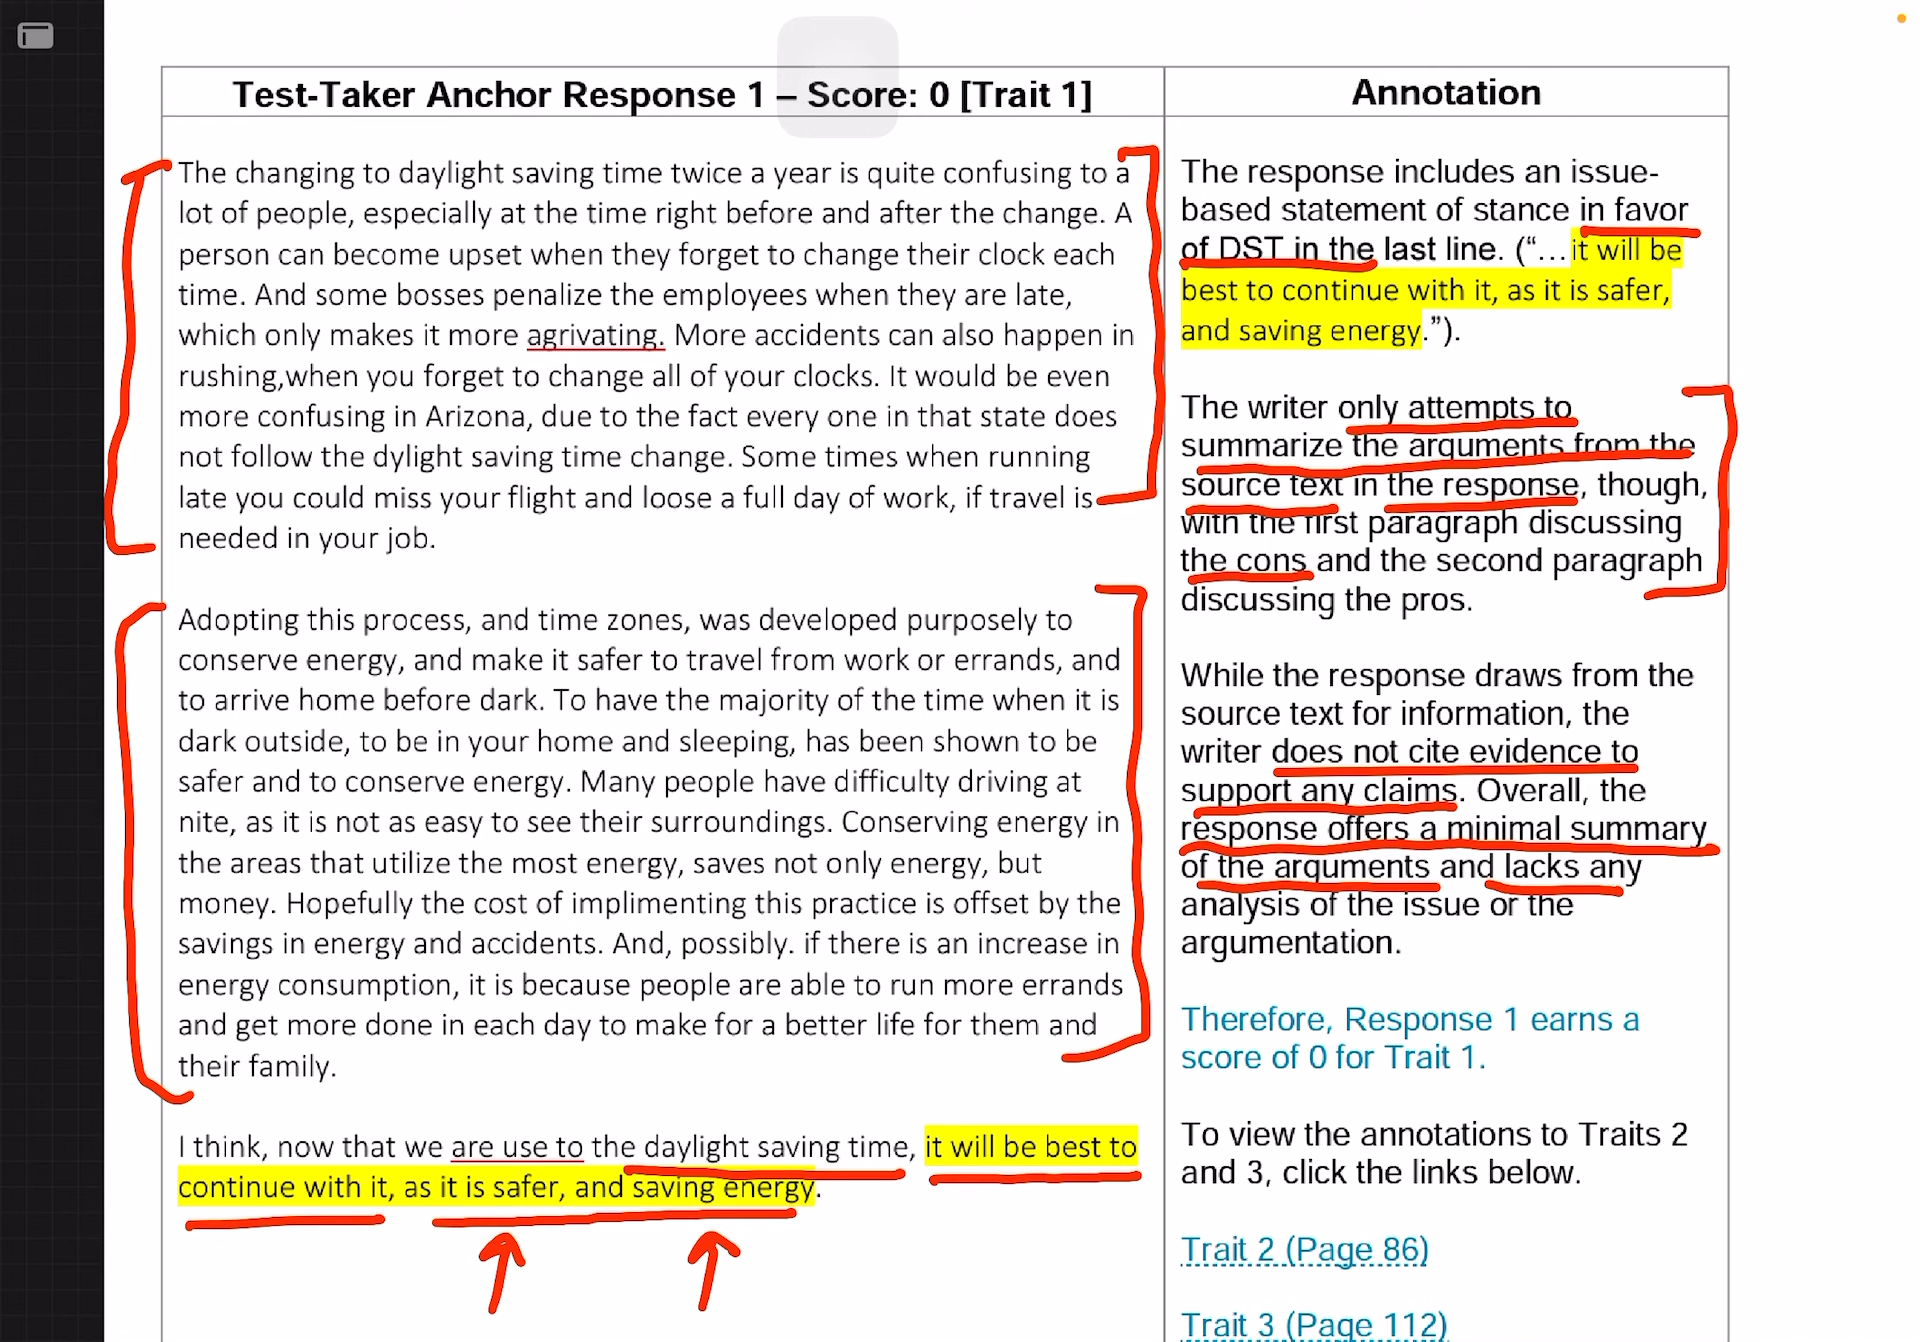 Test-Taker Anchor Response 1 – Score: 0 [Trait 1]
The changing to daylight saving time twice a year is quite confusing to a
lot of people, especially at the time right before and after the change. A
person can become upset when they forget to change their clock each
time. And some bosses penalize the employees when they are late,
which only makes it more agrivating. More accidents can also happen in
rushing,when you forget to change all of your clocks. It would be even
more confusing in Arizona, due to the fact every one in that state does
not follow the dylight saving time change. Some times when running
late you could miss your flight and loose a full day of work, if travel is
needed in your job.
Adopting this process, and time zones, was developed purposely to
conserve energy, and make it safer to travel from work or errands, and
to arrive home before dark. To have the majority of the time when it is
dark outside, to be in your home and sleeping, has been shown to be
safer and to conserve energy. Many people have difficulty driving at
nite, as it is not as easy to see their surroundings. Conserving energy in
the areas that utilize the most energy, saves not only energy, but
money. Hopefully the cost of implimenting this practice is offset by the
savings in energy and accidents. And, possibly. if there is an increase in
energy consumption, it is because people are able to run more errands
and get more done in each day to make for a better life for them and
their family.
I think, now that we are use to the daylight saving time, it will be best to
continue with it, as it is safer, and saving energy.
Annotation
The response includes an issue-
based statement of stance in favor
of DST in the last line. (“…it will be
best to continue with it, as it is safer,
and saving energy.”).
The writer only attempts to
summarize the arguments from the
source text in the response, though,
with the first paragraph discussing
the cons and the second paragraph
discussing the pros.
While the response draws from the
source text for information, the
writer does not cite evidence to
support any claims. Overall, the
response offers a minimal summary
of the arguments and lacks any
analysis of the issue or the
argumentation.
Therefore, Response 1 earns a
score of 0 for Trait 1.
To view the annotations to Traits 2
and 3, click the links below.
Trait 2 (Page 86)
Trait 3 (Page 112)